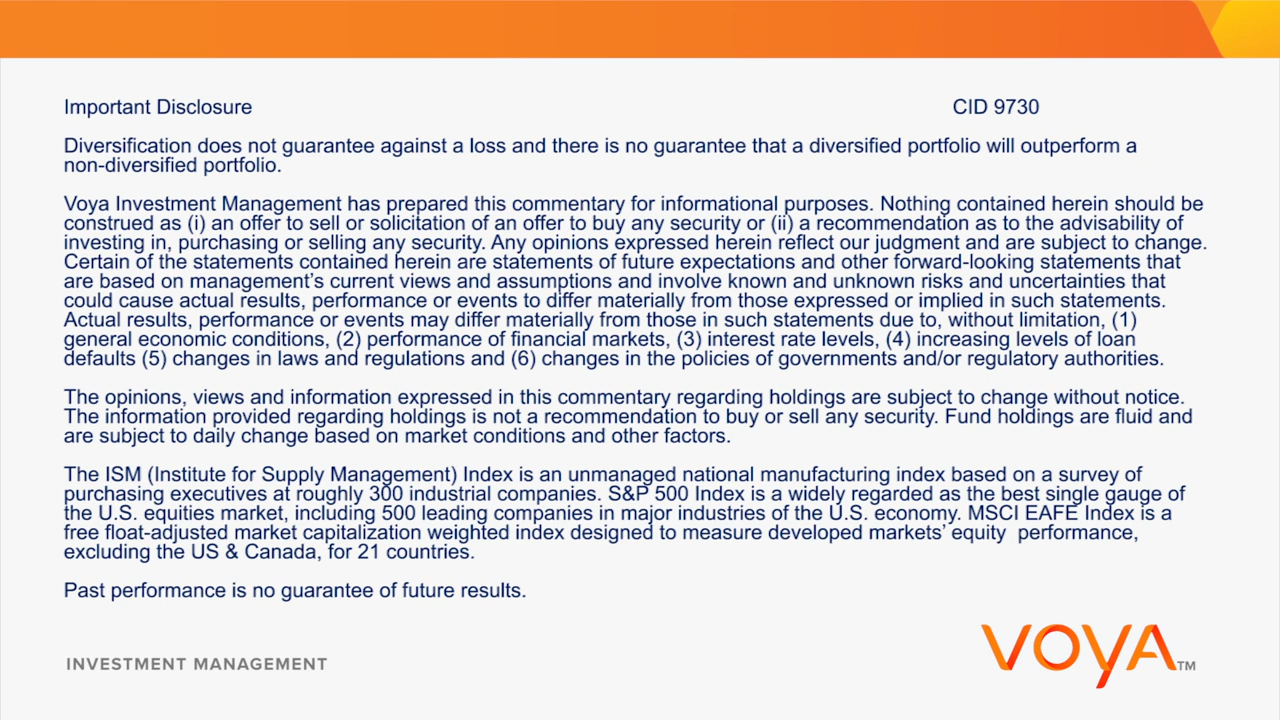 Important Disclosure CID 9730
Diversification does not guarantee against a loss and there is no guarantee that a diversified portfolio will outperform a
non-diversified portfolio.
Voya Investment Management has prepared this commentary for informational purposes. Nothing contained herein should be
construed as (i) an offer to sell or solicitation of an offer to buy any security or (ii) a recommendation as to the advisability of
investing in, purchasing or selling any security. Any opinions expressed herein reflect our judgment and are subject to change.
Certain of the statements contained herein are statements of future expectations and other forward-looking statements that
are based on management’s current views and assumptions and involve known and unknown risks and uncertainties that
could cause actual results, performance or events to differ materially from those expressed or implied in such statements.
Actual results, performance or events may differ materially from those in such statements due to, without limitation, (1)
general economic conditions, (2) performance of financial markets, (3) interest rate levels, (4) increasing levels of loan
defaults (5) changes in laws and regulations and (6) changes in the policies of governments and/or regulatory authorities.
The opinions, views and information expressed in this commentary regarding holdings are subject to change without notice.
The information provided regarding holdings is not a recommendation to buy or sell any security. Fund holdings are fluid and
are subject to daily change based on market conditions and other factors.
The ISM (Institute for Supply Management) Index is an unmanaged national manufacturing index based on a survey of
purchasing executives at roughly 300 industrial companies. S&P 500 Index is a widely regarded as the best single gauge of
the U.S. equities market, including 500 leading companies in major industries of the U.S. economy. MSCI EAFE Index is a
free float-adjusted market capitalization weighted index designed to measure developed markets’ equity  performance,
excluding the US & Canada, for 21 countries.
Past performance is no guarantee of future results.
INVESTMENT MANAGEMENT
VOYA™